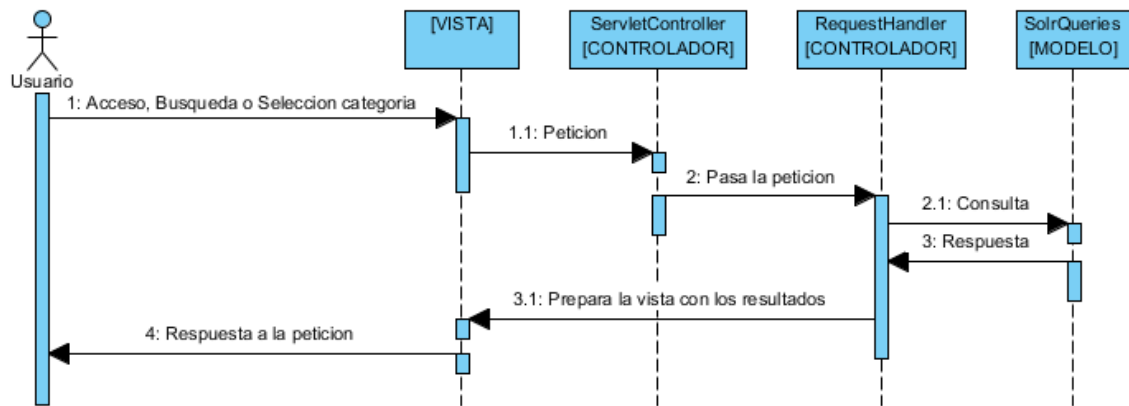 [VISTA]
ServletController
[CONTROLADOR]
RequestHandler
[CONTROLADOR]
SolrQueries
[MODELO]
Usuario
1: Acceso, Busqueda o Seleccion categoria
1.1: Peticion
2: Pasa la peticion
2.1: Consulta
3: Respuesta
3.1: Prepara la vista con los resultados
4: Respuesta a la peticion